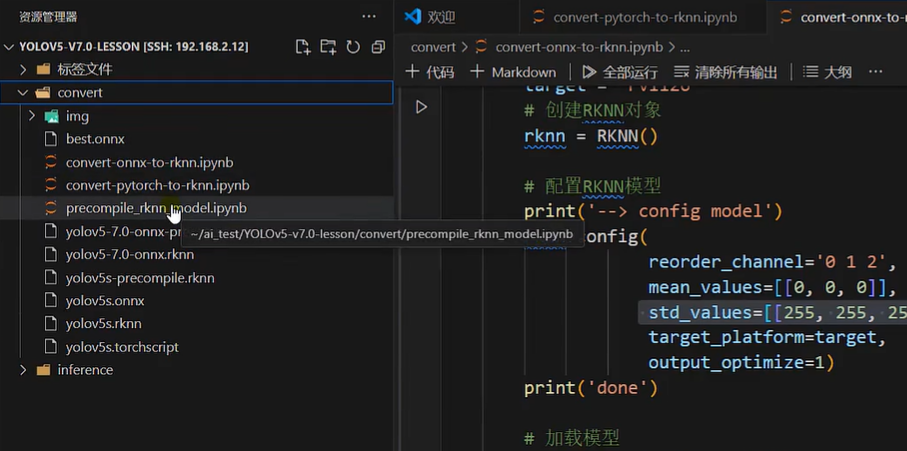 资源管理器
YOLOV5-V7.0-LESSON [SSH: 192.168.2.12]
标签文件
convert
img
best.onnx
convert-onnx-to-rknn.ipynb
convert-pytorch-to-rknn.ipynb
precompile_rknn_model.ipynb
yolov5-7.0-onnx-pr
~/ai_test/YOLOv5-v7.0-lesson/convert/precompile_rknn_model.ipynb
yolov5-7.0-onnx.rknn
yolov5s-precompile.rknn
yolov5s.onnx
yolov5s.rknn
yolov5s.torchscript
inference
欢迎
convert-pytorch-to-rknn.ipynb
convert-onnx-to-r
convert > convert-onnx-to-rknn.ipynb > ...
+ 代码 + Markdown 全部运行 清除所有输出 大纲 ...
target = 'rv1126'
# 创建RKNN对象
rknn = RKNN()
# 配置RKNN模型
print('--> config model')
config(
reorder_channel='0 1 2',
mean_values=[[0, 0, 0]],
std_values=[[255, 255, 25
target_platform=target,
output_optimize=1)
print('done')
# 加载模型